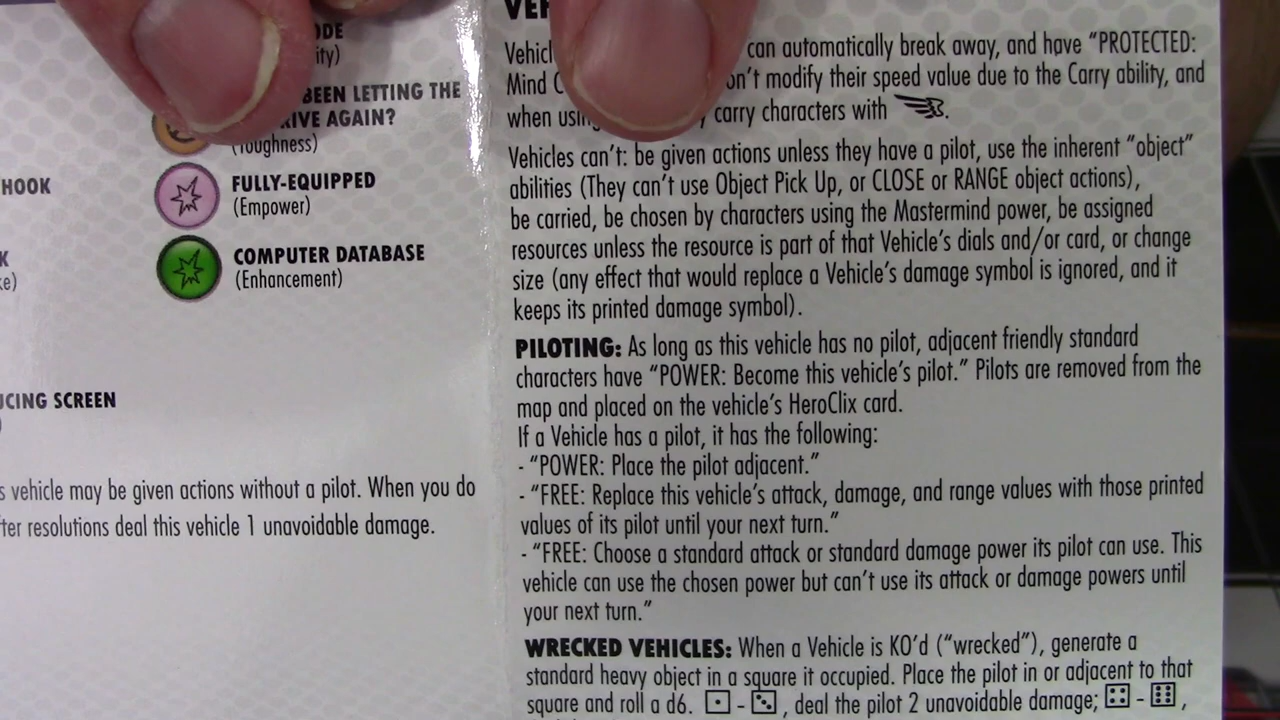 ODE
ity)
BEEN LETTING THE
RIVE AGAIN?
(Toughness)
HOOK
FULLY-EQUIPPED
(Empower)
K
ke)
COMPUTER DATABASE
(Enhancement)
UCING SCREEN
)
s vehicle may be given actions without a pilot. When you do
fter resolutions deal this vehicle 1 unavoidable damage.
VEH
Vehicl can automatically break away, and have "PROTECTED:
Mind C on't modify their speed value due to the Carry ability, and
when using carry characters with .
Vehicles can't: be given actions unless they have a pilot, use the inherent "object"
abilities (They can't use Object Pick Up, or CLOSE or RANGE object actions),
be carried, be chosen by characters using the Mastermind power, be assigned
resources unless the resource is part of that Vehicle's dials and/or card, or change
size (any effect that would replace a Vehicle's damage symbol is ignored, and it
keeps its printed damage symbol).
PILOTING: As long as this vehicle has no pilot, adjacent friendly standard
characters have "POWER: Become this vehicle's pilot." Pilots are removed from the
map and placed on the vehicle's HeroClix card.
If a Vehicle has a pilot, it has the following:
- "POWER: Place the pilot adjacent."
- "FREE: Replace this vehicle's attack, damage, and range values with those printed
values of its pilot until your next turn."
- "FREE: Choose a standard attack or standard damage power its pilot can use. This
vehicle can use the chosen power but can't use its attack or damage powers until
your next turn."
WRECKED VEHICLES: When a Vehicle is KO'd ("wrecked"), generate a
standard heavy object in a square it occupied. Place the pilot in or adjacent to that
square and roll a d6. ⚀ - ⚂, deal the pilot 2 unavoidable damage; ⚃ - ⚅,